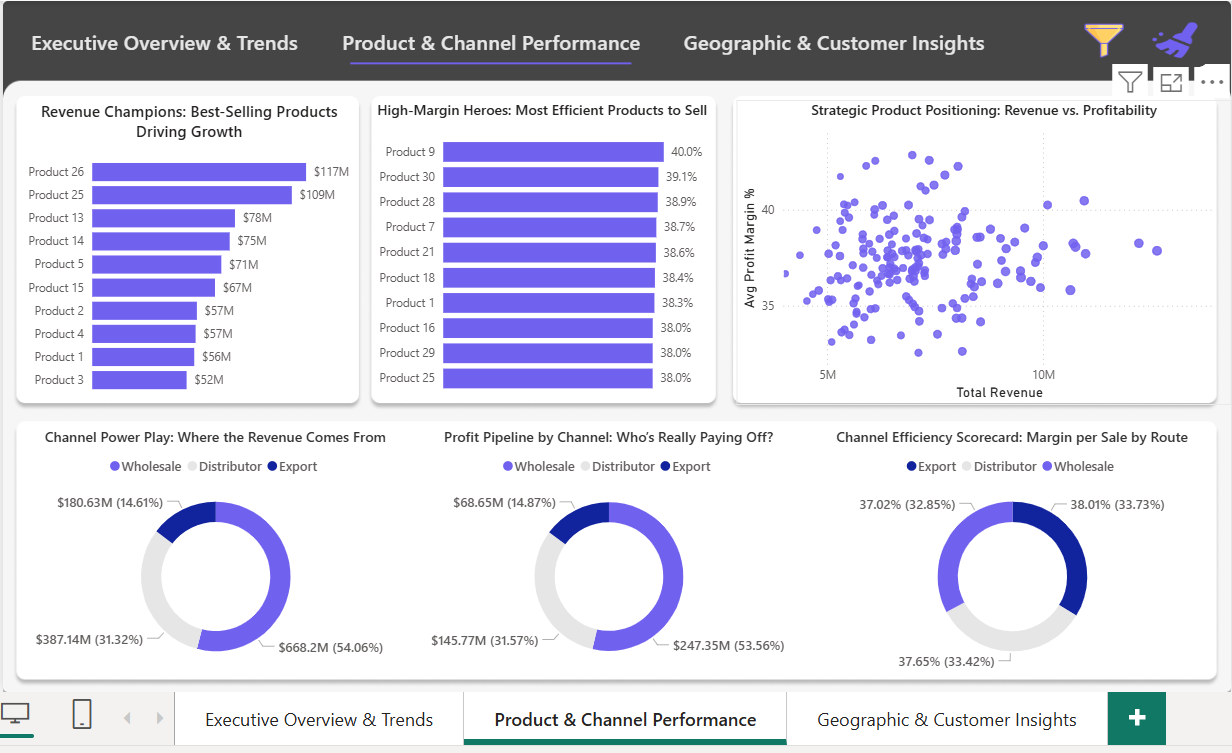 Executive Overview & Trends
Product & Channel Performance
Geographic & Customer Insights
Revenue Champions: Best-Selling Products
Driving Growth
Product 26 $117M
Product 25 $109M
Product 13 $78M
Product 14 $75M
Product 5 $71M
Product 15 $67M
Product 2 $57M
Product 4 $57M
Product 1 $56M
Product 3 $52M
High-Margin Heroes: Most Efficient Products to Sell
Product 9 40.0%
Product 30 39.1%
Product 28 38.9%
Product 7 38.7%
Product 21 38.6%
Product 18 38.4%
Product 1 38.3%
Product 16 38.0%
Product 29 38.0%
Product 25 38.0%
Strategic Product Positioning: Revenue vs. Profitability
Avg Profit Margin %
40
35
5M 10M
Total Revenue
Channel Power Play: Where the Revenue Comes From
Wholesale Distributor Export
$180.63M (14.61%)
$387.14M (31.32%)
$668.2M (54.06%)
Profit Pipeline by Channel: Who’s Really Paying Off?
Wholesale Distributor Export
$68.65M (14.87%)
$145.77M (31.57%)
$247.35M (53.56%)
Channel Efficiency Scorecard: Margin per Sale by Route
Export Distributor Wholesale
37.02% (32.85%)
38.01% (33.73%)
37.65% (33.42%)
Executive Overview & Trends
Product & Channel Performance
Geographic & Customer Insights